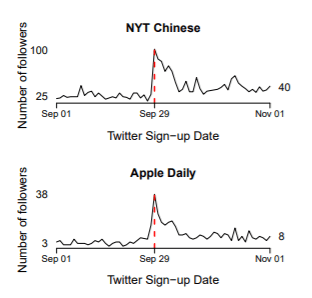 NYT Chinese
Number of followers
100
25
40
Sep 01
Sep 29
Nov 01
Twitter Sign−up Date
Apple Daily
Number of followers
38
3
8
Sep 01
Sep 29
Nov 01
Twitter Sign−up Date